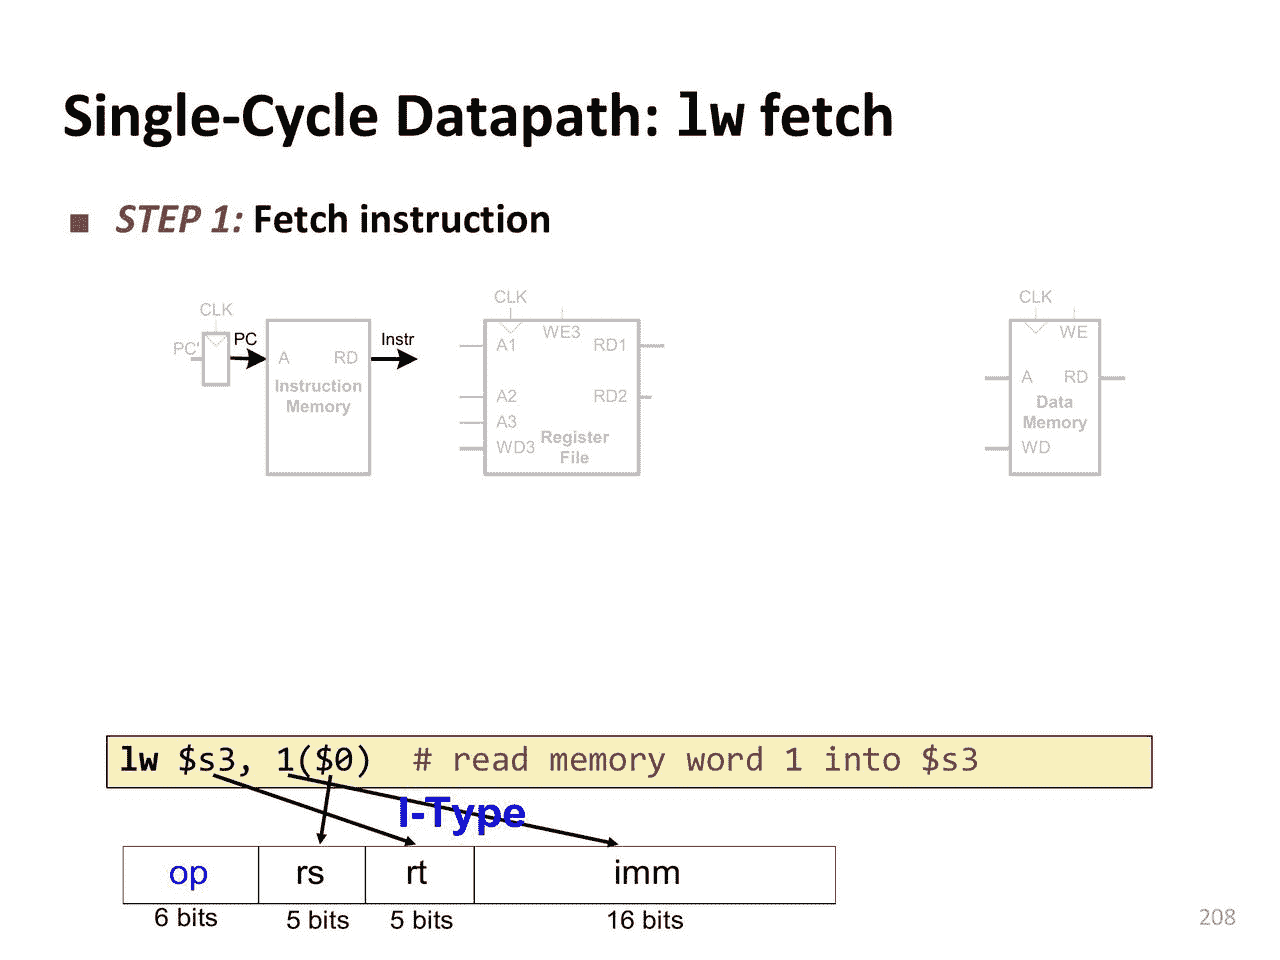 Single-Cycle Datapath: lw fetch
■ STEP 1: Fetch instruction
CLK
PC'
PC
A
RD
Instruction
Memory
Instr
CLK
WE3
A1
RD1
A2
RD2
A3
WD3
Register
File
CLK
WE
A
RD
Data
Memory
WD
lw $s3, 1($0) # read memory word 1 into $s3
I-Type
op rs rt imm
6 bits 5 bits 5 bits 16 bits
208